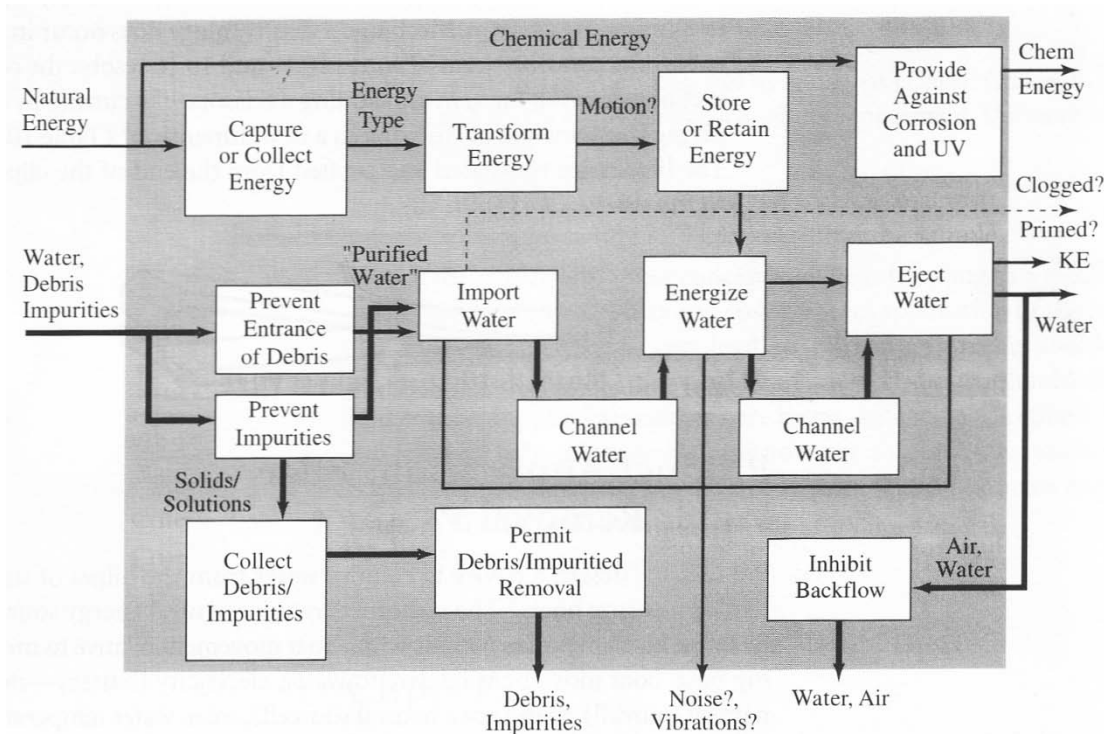 Chemical Energy
Natural
Energy
Capture
or Collect
Energy
Energy
Type
Transform
Energy
Motion?
Store
or Retain
Energy
Provide
Against
Corrosion
and UV
Chem
Energy
Clogged?
Primed?
KE
Water
Water,
Debris
Impurities
Prevent
Entrance
of Debris
Prevent
Impurities
"Purified
Water"
Import
Water
Energize
Water
Eject
Water
Channel
Water
Channel
Water
Solids/
Solutions
Collect
Debris/
Impurities
Permit
Debris/Impuritied
Removal
Inhibit
Backflow
Air,
Water
Debris,
Impurities
Noise?,
Vibrations?
Water, Air